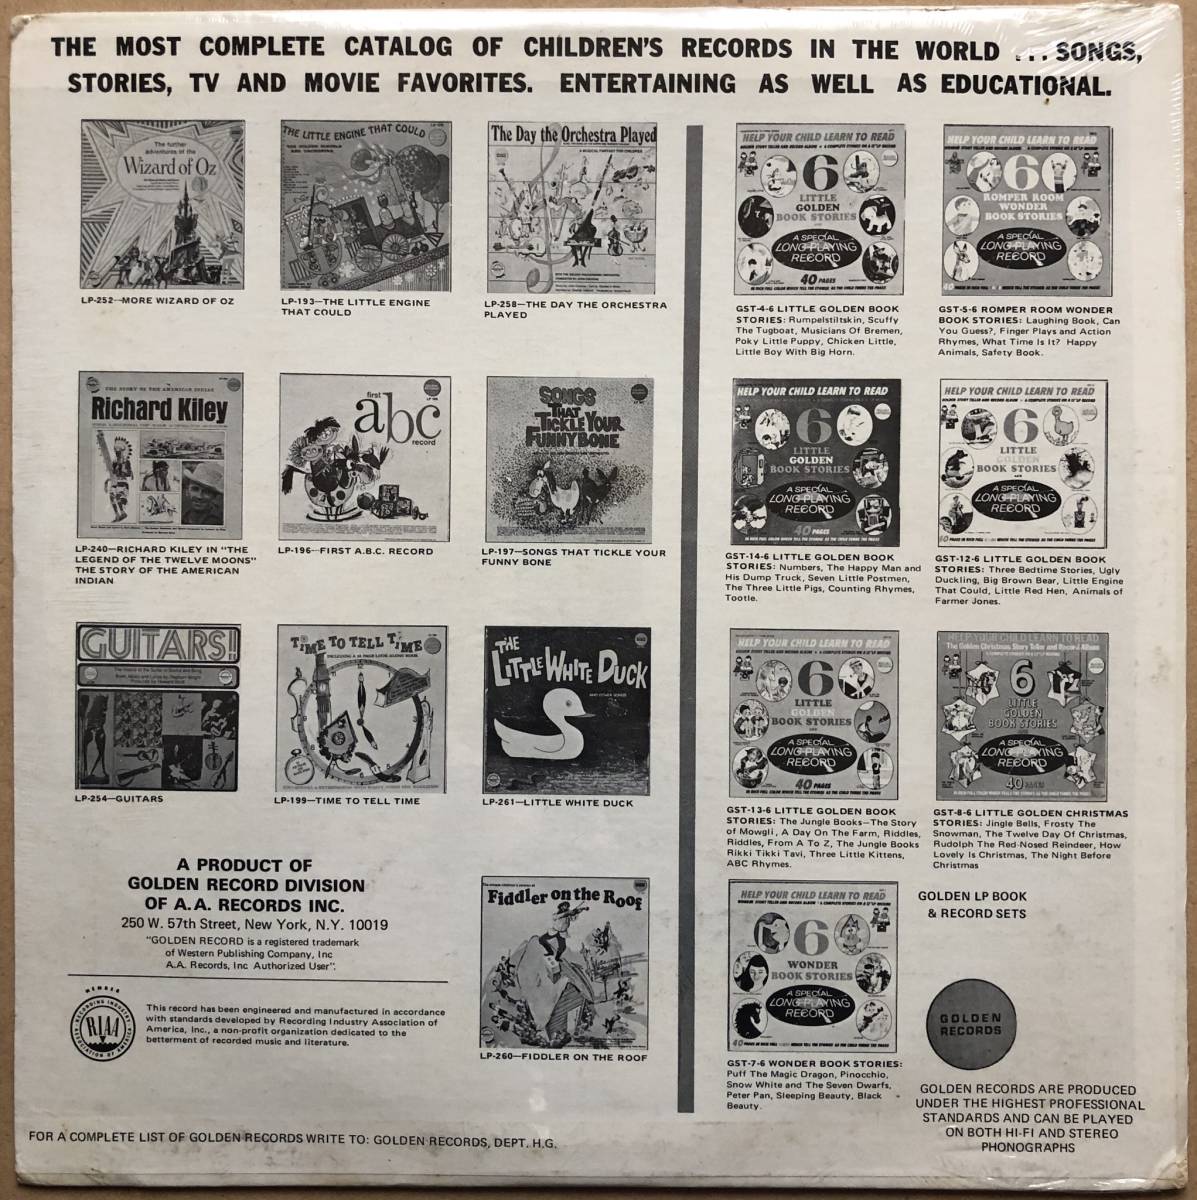 THE MOST COMPLETE CATALOG OF CHILDREN'S RECORDS IN THE WORLD ... SONGS,
STORIES, TV AND MOVIE FAVORITES. ENTERTAINING AS WELL AS EDUCATIONAL.
The further
adventures of the
Wizard of Oz
LP-252—MORE WIZARD OF OZ
THE LITTLE ENGINE THAT COULD
LP-193—THE LITTLE ENGINE
THAT COULD
The Day the Orchestra Played
A MUSICAL FANTASY FOR CHILDREN
LP-258—THE DAY THE ORCHESTRA
PLAYED
THE STORY OF THE AMERICAN INDIAN
Richard Kiley
LP-240—RICHARD KILEY IN "THE
LEGEND OF THE TWELVE MOONS"
THE STORY OF THE AMERICAN
INDIAN
first
abc
record
LP-196—FIRST A.B.C. RECORD
SONGS
THAT
TICKLE YOUR
FUNNYBONE
LP-197—SONGS THAT TICKLE YOUR
FUNNY BONE
GUITARS!
LP-254—GUITARS
TIME TO TELL TIME
LP-199—TIME TO TELL TIME
THE
LITTLE WHITE DUCK
AND OTHER SONGS
LP-261—LITTLE WHITE DUCK
A PRODUCT OF
GOLDEN RECORD DIVISION
OF A.A. RECORDS INC.
250 W. 57th Street, New York, N.Y. 10019
"GOLDEN RECORD is a registered trademark
of Western Publishing Company, Inc
A.A. Records, Inc Authorized User".
MEMBER
RECORDING INDUSTRY
ASSOCIATION OF AMERICA
RIAA
This record has been engineered and manufactured in accordance
with standards developed by Recording Industry Association of
America, Inc., a non-profit organization dedicated to the
betterment of recorded music and literature.
Fiddler on the Roof
LP-260—FIDDLER ON THE ROOF
FOR A COMPLETE LIST OF GOLDEN RECORDS WRITE TO: GOLDEN RECORDS, DEPT. H.G.
HELP YOUR CHILD LEARN TO READ
6
LITTLE
GOLDEN
BOOK STORIES
A SPECIAL
LONG-PLAYING
RECORD
40 PAGES
GST-4-6 LITTLE GOLDEN BOOK
STORIES: Rumpelstiltskin, Scuffy
The Tugboat, Musicians Of Bremen,
Poky Little Puppy, Chicken Little,
Little Boy With Big Horn.
HELP YOUR CHILD LEARN TO READ
6
ROMPER ROOM
WONDER
BOOK STORIES
A SPECIAL
LONG-PLAYING
RECORD
40 PAGES
GST-5-6 ROMPER ROOM WONDER
BOOK STORIES: Laughing Book, Can
You Guess?, Finger Plays and Action
Rhymes, What Time Is It? Happy
Animals, Safety Book.
HELP YOUR CHILD LEARN TO READ
6
LITTLE
GOLDEN
BOOK STORIES
A SPECIAL
LONG-PLAYING
RECORD
40 PAGES
GST-14-6 LITTLE GOLDEN BOOK
STORIES: Numbers, The Happy Man and
His Dump Truck, Seven Little Postmen,
The Three Little Pigs, Counting Rhymes,
Tootle.
HELP YOUR CHILD LEARN TO READ
6
LITTLE
GOLDEN
BOOK STORIES
A SPECIAL
LONG-PLAYING
RECORD
40 PAGES
GST-12-6 LITTLE GOLDEN BOOK
STORIES: Three Bedtime Stories, Ugly
Duckling, Big Brown Bear, Little Engine
That Could, Little Red Hen, Animals of
Farmer Jones.
HELP YOUR CHILD LEARN TO READ
6
LITTLE
GOLDEN
BOOK STORIES
A SPECIAL
LONG-PLAYING
RECORD
40 PAGES
GST-13-6 LITTLE GOLDEN BOOK
STORIES: The Jungle Books—The Story
of Mowgli, A Day On The Farm, Riddles,
Riddles, From A To Z, The Jungle Books
Rikki Tikki Tavi, Three Little Kittens,
ABC Rhymes.
HELP YOUR CHILD LEARN TO READ
The Golden Christmas Story Teller and Record Album
6
LITTLE
GOLDEN
BOOK STORIES
A SPECIAL
LONG-PLAYING
RECORD
40 PAGES
GST-8-6 LITTLE GOLDEN CHRISTMAS
STORIES: Jingle Bells, Frosty The
Snowman, The Twelve Day Of Christmas,
Rudolph The Red-Nosed Reindeer, How
Lovely Is Christmas, The Night Before
Christmas
HELP YOUR CHILD LEARN TO READ
6
WONDER
BOOK STORIES
A SPECIAL
LONG-PLAYING
RECORD
GST-7-6 WONDER BOOK STORIES:
Puff The Magic Dragon, Pinocchio,
Snow White and The Seven Dwarfs,
Peter Pan, Sleeping Beauty, Black
Beauty.
GOLDEN LP BOOK
& RECORD SETS
GOLDEN
RECORDS
GOLDEN RECORDS ARE PRODUCED
UNDER THE HIGHEST PROFESSIONAL
STANDARDS AND CAN BE PLAYED
ON BOTH HI-FI AND STEREO
PHONOGRAPHS